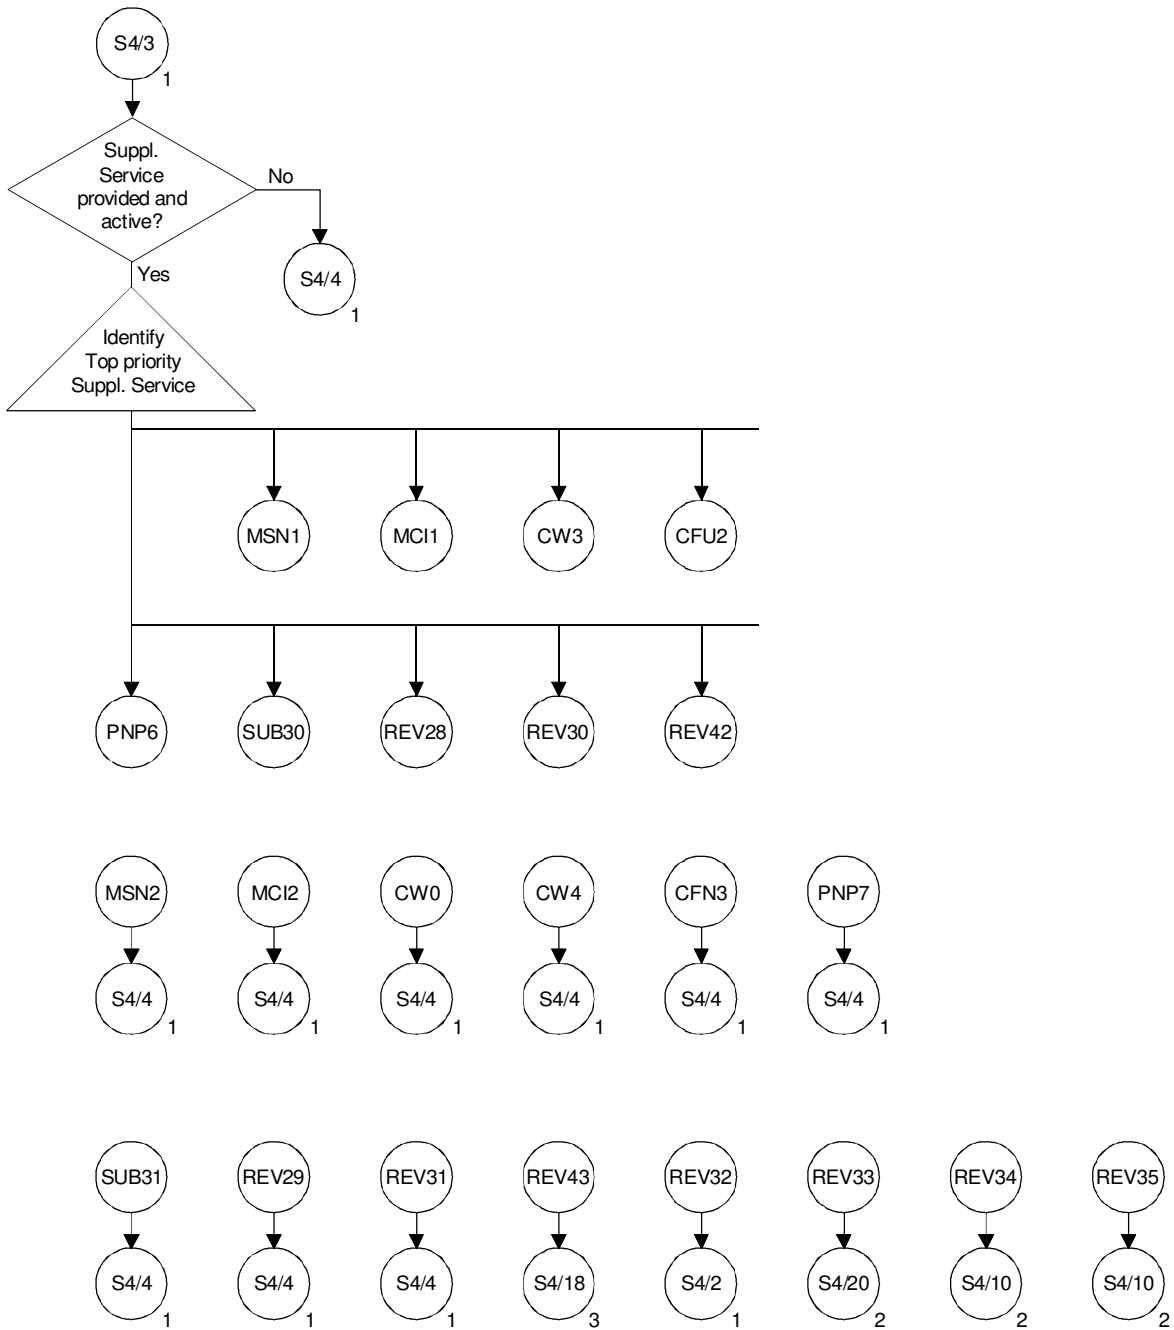 S4/3
1
Suppl.
Service
provided and
active?
No
Yes
S4/4
1
Identify
Top priority
Suppl. Service
MSN1 MCI1 CW3 CFU2
PNP6 SUB30 REV28 REV30 REV42
MSN2 MCI2 CW0 CW4 CFN3 PNP7
S4/4 S4/4 S4/4 S4/4 S4/4 S4/4
1 1 1 1 1 1
SUB31 REV29 REV31 REV43 REV32 REV33 REV34 REV35
S4/4 S4/4 S4/4 S4/18 S4/2 S4/20 S4/10 S4/10
1 1 1 3 1 2 2 2